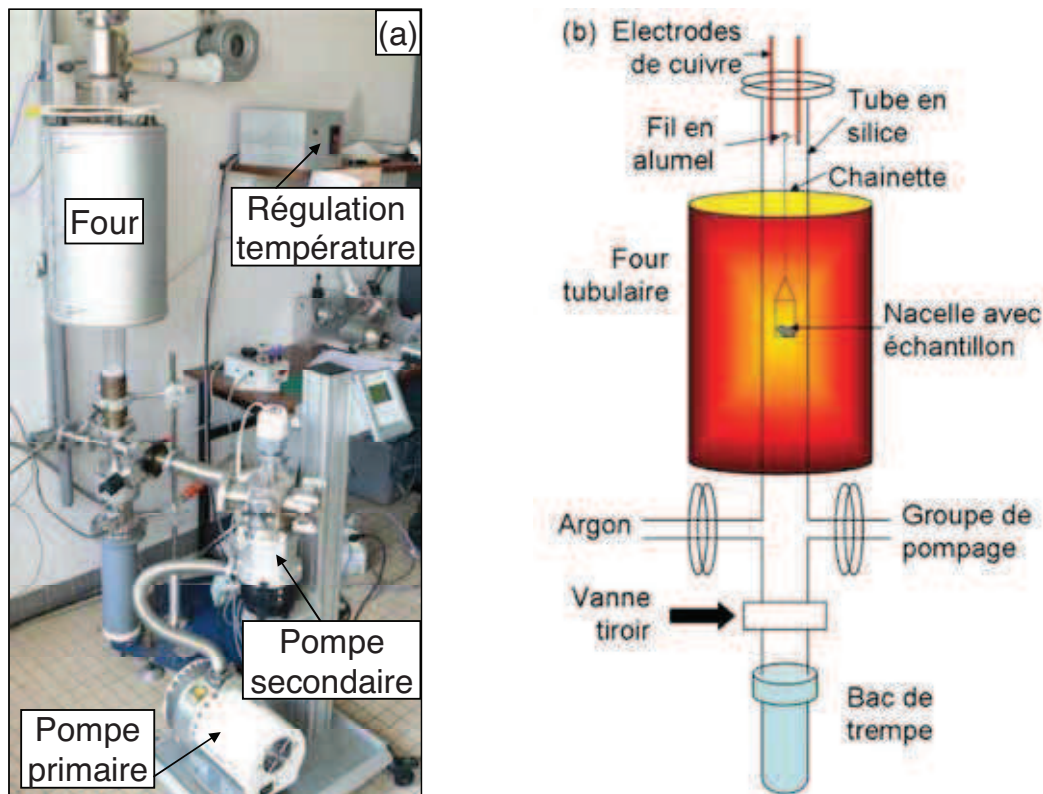 (a)
Four
Régulation
température
Pompe
secondaire
Pompe
primaire
(b)
Electrodes
de cuivre
Tube en
silice
Fil en
alumel
Chainette
Four
tubulaire
Nacelle avec
échantillon
Argon
Groupe de
pompage
Vanne
tiroir
Bac de
trempe